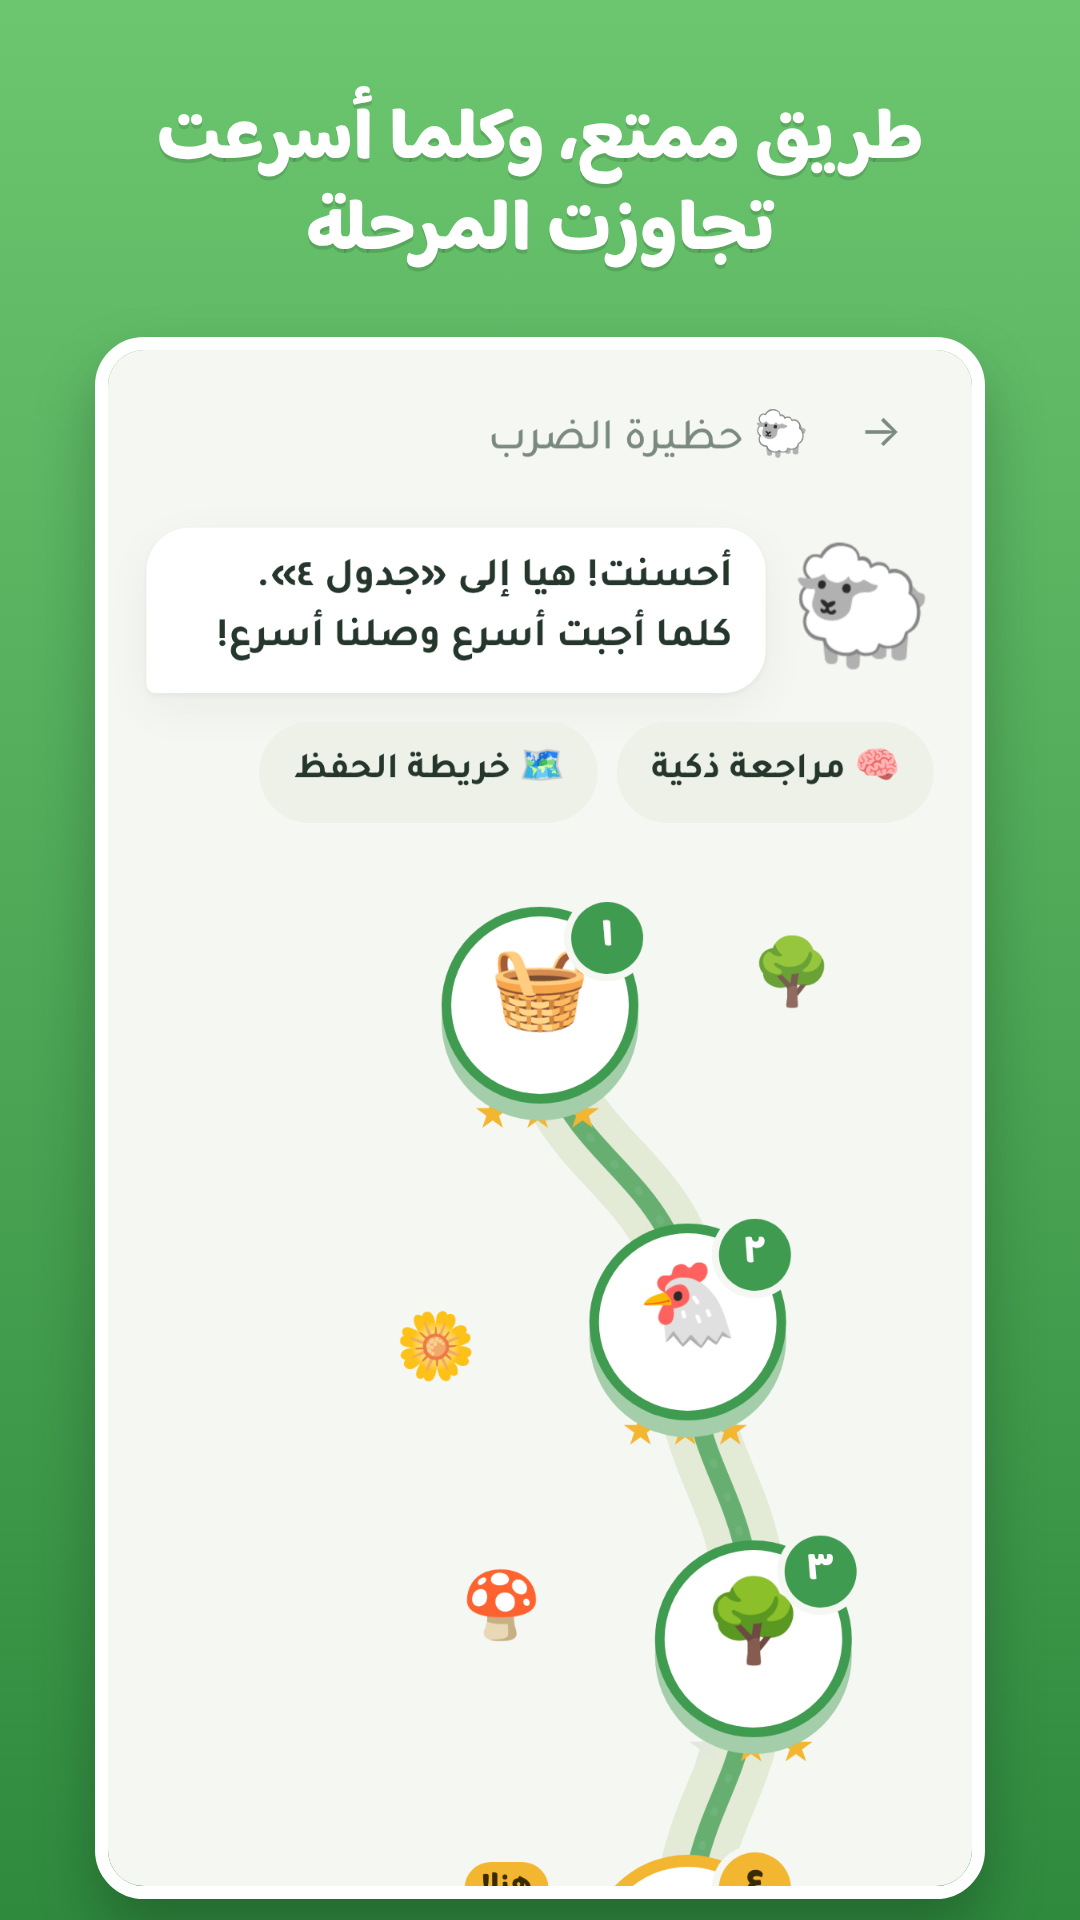 طريق ممتع، وكلما أسرعت
تجاوزت المرحلة
حظيرة الضرب
أحسنت! هيا إلى «جدول ٤».
كلما أجبت أسرع وصلنا أسرع!
مراجعة ذكية
خريطة الحفظ
١
٢
٣
٤